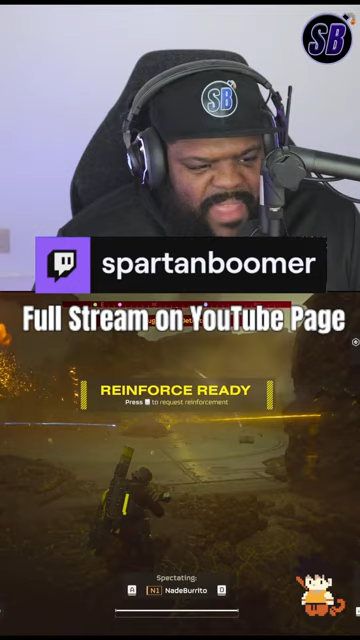 SB
SB
spartanboomer
Full Stream on YouTube Page
REINFORCE READY
Press to request reinforcement
Spectating:
A N1 NadeBurrito D